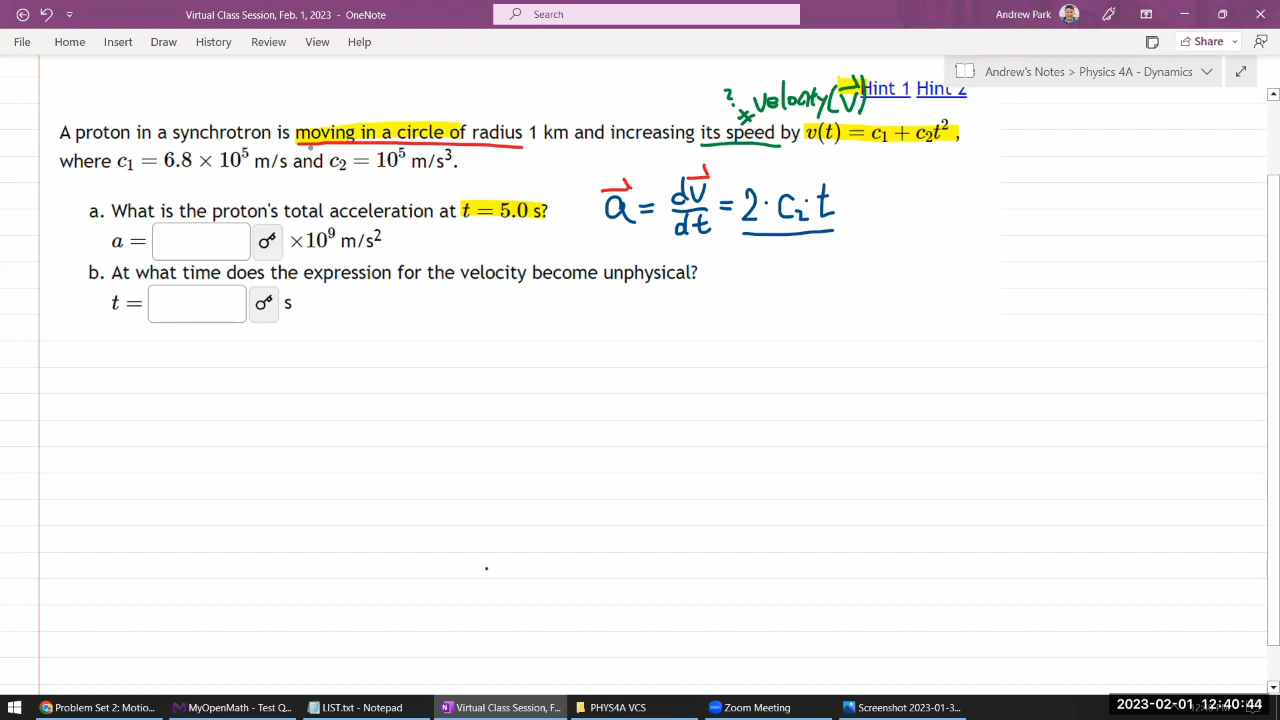 Virtual Class Session, Feb. 1, 2023 - OneNote
Search
Andrew Park
File Home Insert Draw History Review View Help
Share
Andrew's Notes > Physics 4A - Dynamics
? * velocity(v⃗)
Hint 1 Hint 2
A proton in a synchrotron is moving in a circle of radius 1 km and increasing its speed by v(t) = c₁ + c₂t² ,
where c₁ = 6.8 × 10⁵ m/s and c₂ = 10⁵ m/s³.
a⃗ = dv⃗/dt = 2 · c₂ · t
a. What is the proton's total acceleration at t = 5.0 s?
a = ×10⁹ m/s²
b. At what time does the expression for the velocity become unphysical?
t = s
Problem Set 2: Motio...
MyOpenMath - Test Q...
LIST.txt - Notepad
Virtual Class Session, F...
PHYS4A VCS
Zoom Meeting
Screenshot 2023-01-3...
2023-02-01 12:40:44